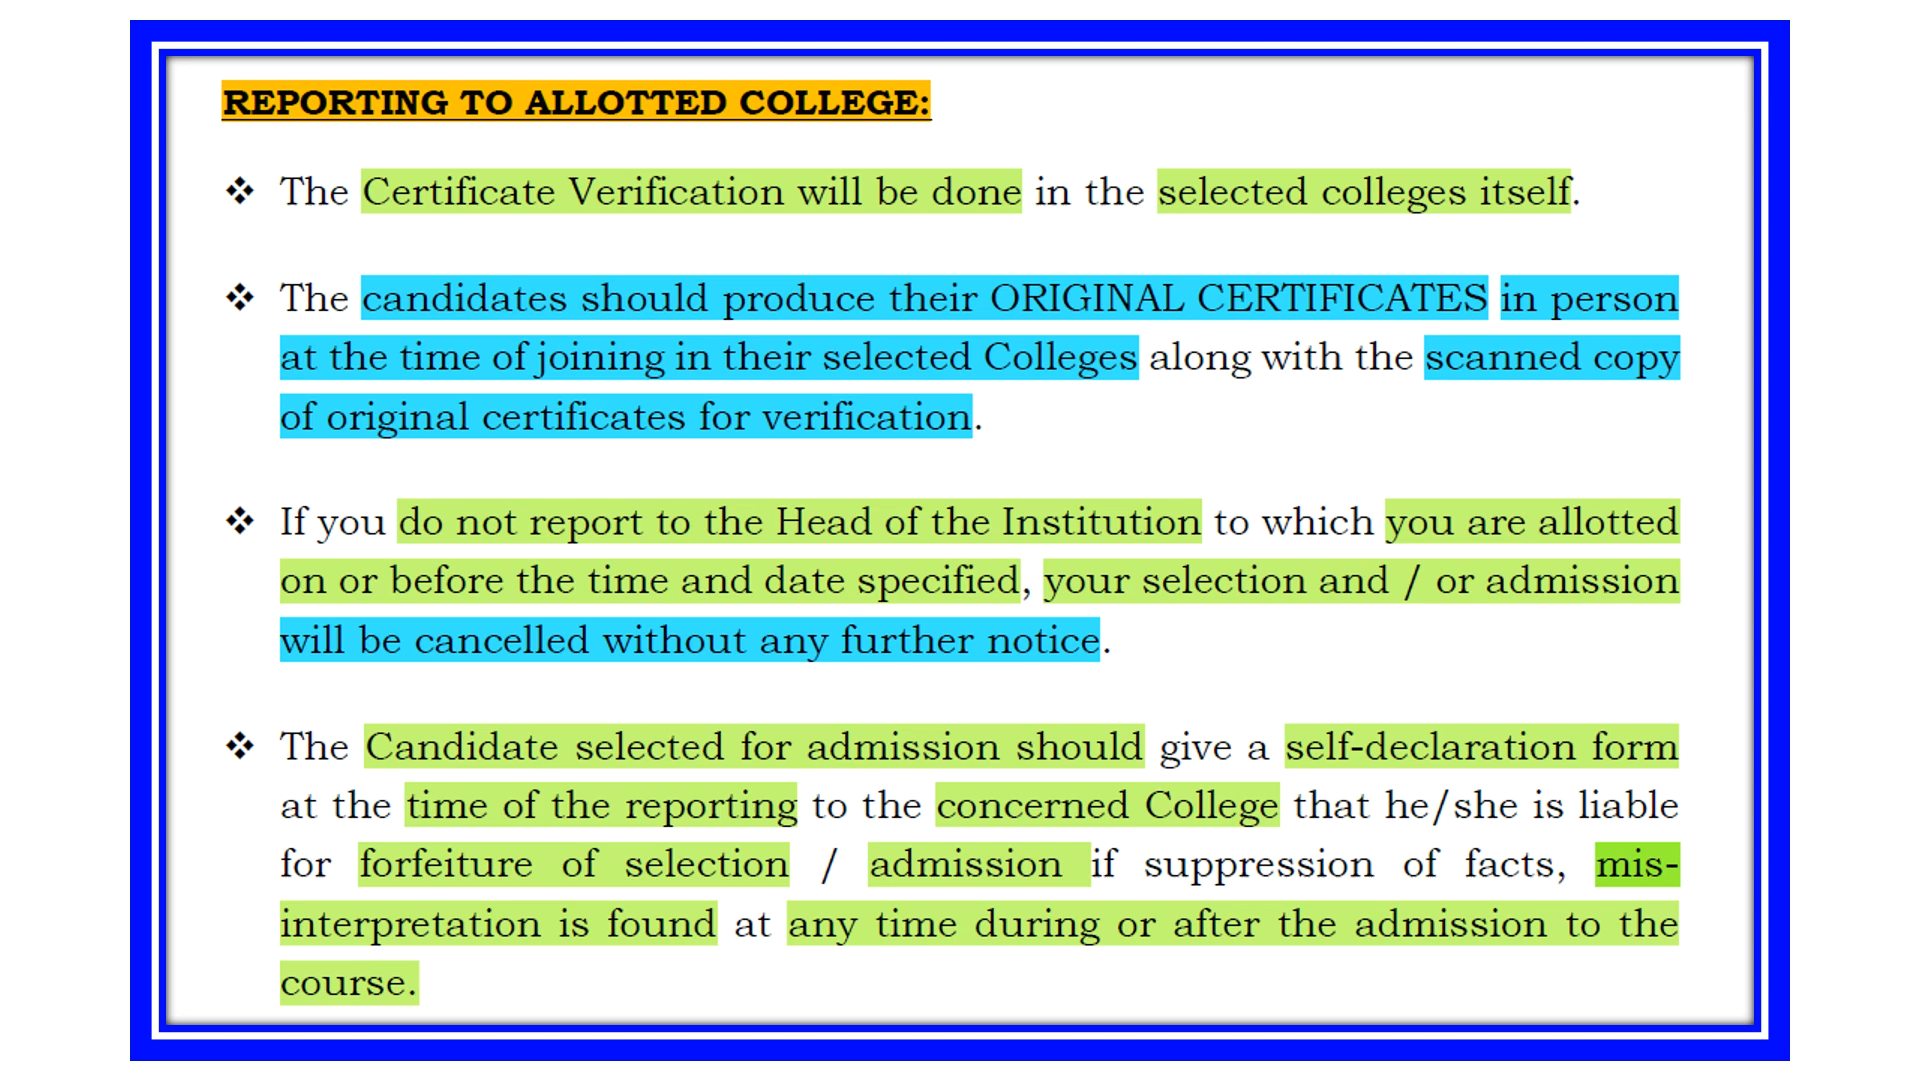 REPORTING TO ALLOTTED COLLEGE:
❖ The Certificate Verification will be done in the selected colleges itself.
❖ The candidates should produce their ORIGINAL CERTIFICATES in person
at the time of joining in their selected Colleges along with the scanned copy
of original certificates for verification.
❖ If you do not report to the Head of the Institution to which you are allotted
on or before the time and date specified, your selection and / or admission
will be cancelled without any further notice.
❖ The Candidate selected for admission should give a self-declaration form
at the time of the reporting to the concerned College that he/she is liable
for forfeiture of selection / admission if suppression of facts, mis-
interpretation is found at any time during or after the admission to the
course.